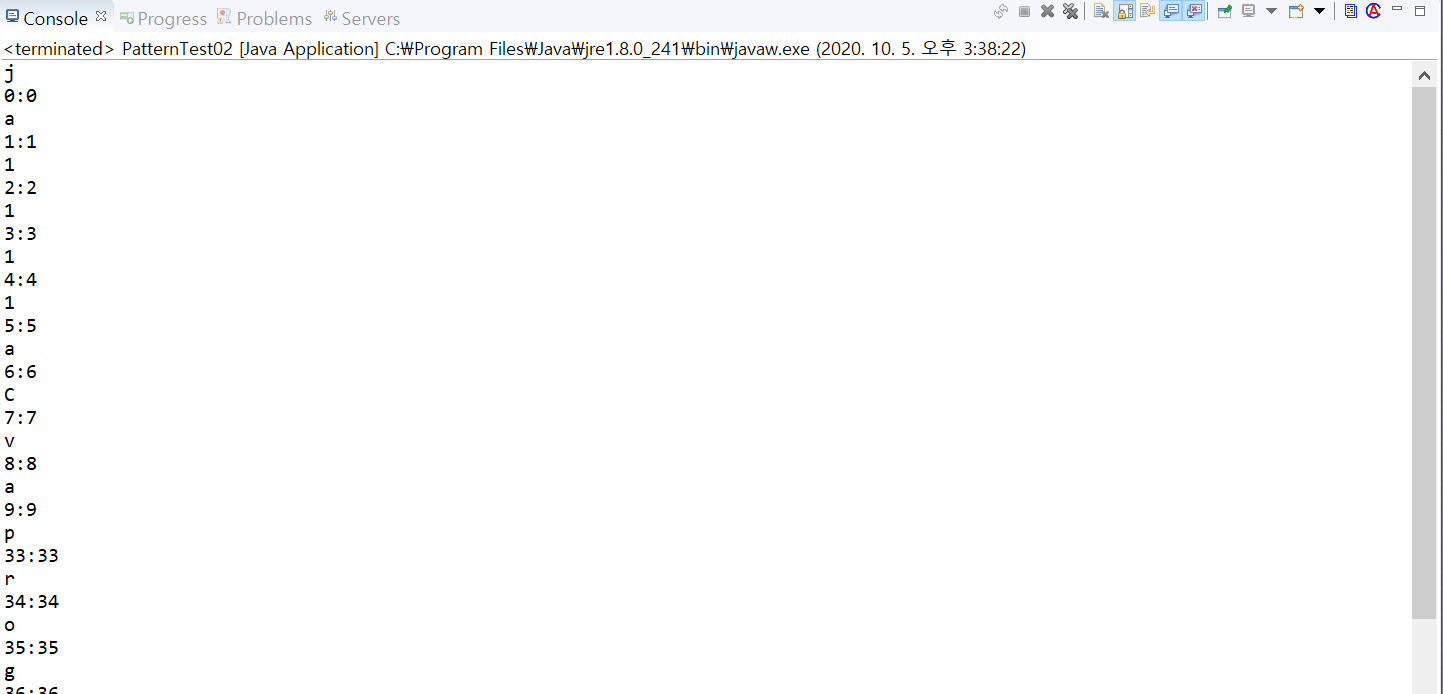 Console Progress Problems Servers
<terminated> PatternTest02 [Java Application] C:₩Program Files₩Java₩jre1.8.0_241₩bin₩javaw.exe (2020. 10. 5. 오후 3:38:22)
j
0:0
a
1:1
1
2:2
1
3:3
1
4:4
1
5:5
a
6:6
C
7:7
v
8:8
a
9:9
p
33:33
r
34:34
o
35:35
g
36:36